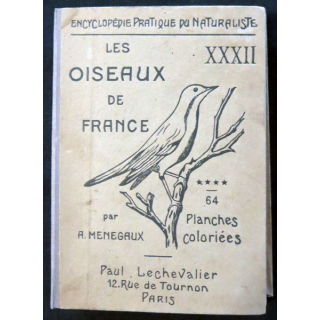 ENCYCLOPÉDIE PRATIQUE DU NATURALISTE
XXXII
LES
OISEAUX
DE
FRANCE
★★★★
64
Planches
coloriées
par
A. MENEGAUX
Paul Lechevalier
12. Rue de Tournon
PARIS